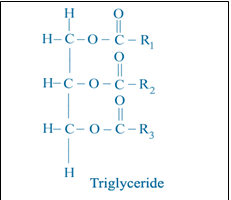 H O
H–C–O–C–R₁
O
H–C–O–C–R₂
O
H–C–O–C–R₃
H
Triglyceride